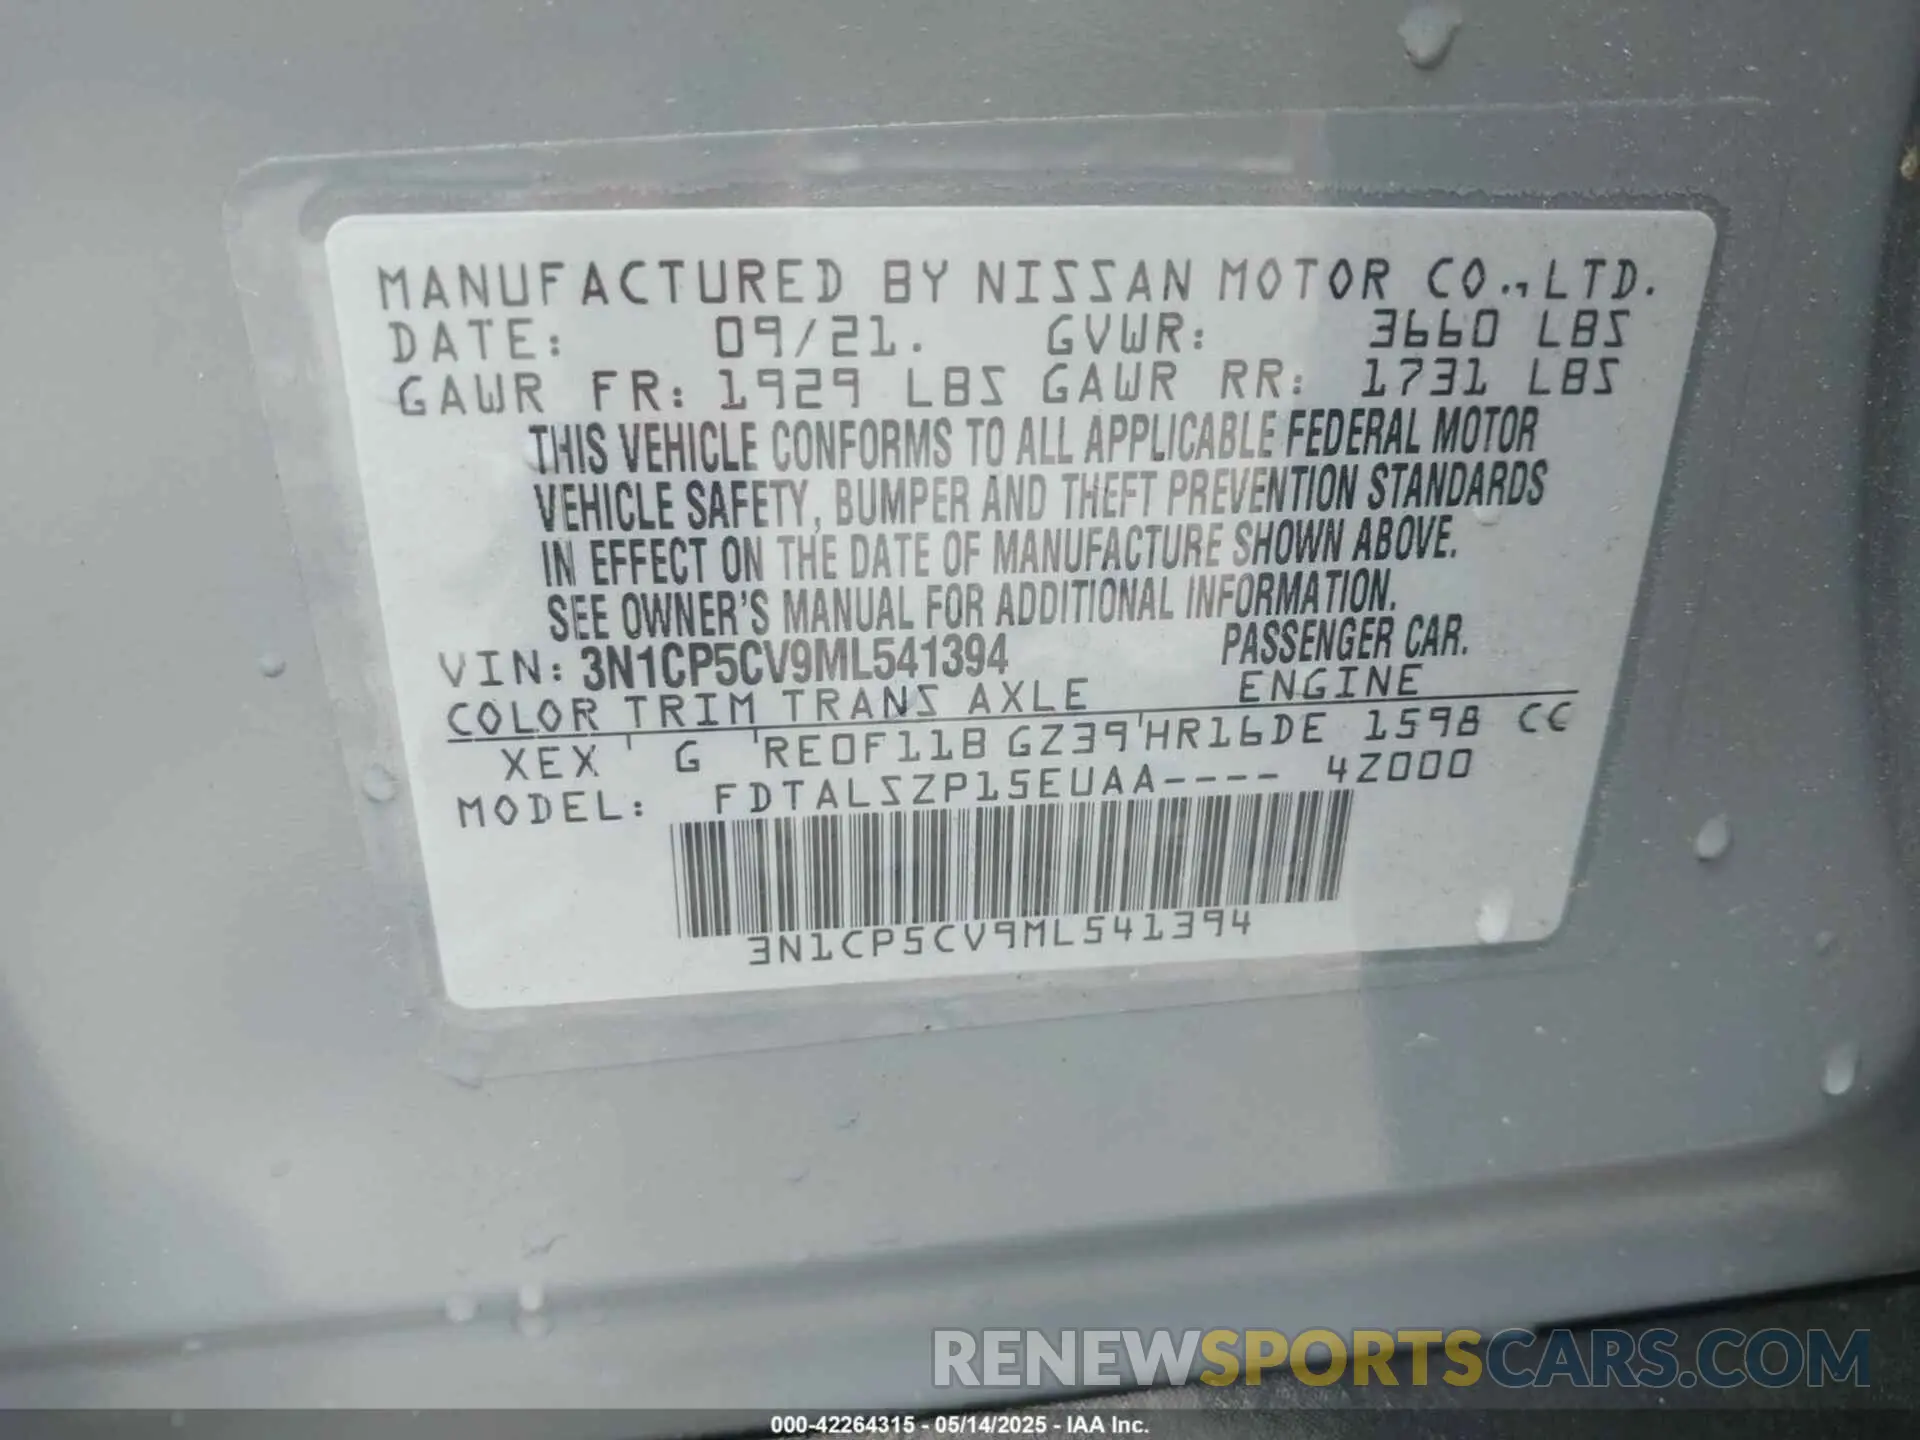 MANUFACTURED BY NISSAN MOTOR CO., LTD.
DATE: 09/21. GVWR: 3660 LBS
GAWR FR: 1929 LBS GAWR RR: 1731 LBS
THIS VEHICLE CONFORMS TO ALL APPLICABLE FEDERAL MOTOR
VEHICLE SAFETY, BUMPER AND THEFT PREVENTION STANDARDS
IN EFFECT ON THE DATE OF MANUFACTURE SHOWN ABOVE.
SEE OWNER'S MANUAL FOR ADDITIONAL INFORMATION.
VIN: 3N1CP5CV9ML541394 PASSENGER CAR.
COLOR TRIM TRANS AXLE ENGINE
XEX G RE0F11B GZ39 HR16DE 1598 CC
MODEL: FDTALSZP15EUAA---- 4Z000
3N1CP5CV9ML541394
RENEWSPORTSCARS.COM
000-42264315 - 05/14/2025 - IAA Inc.